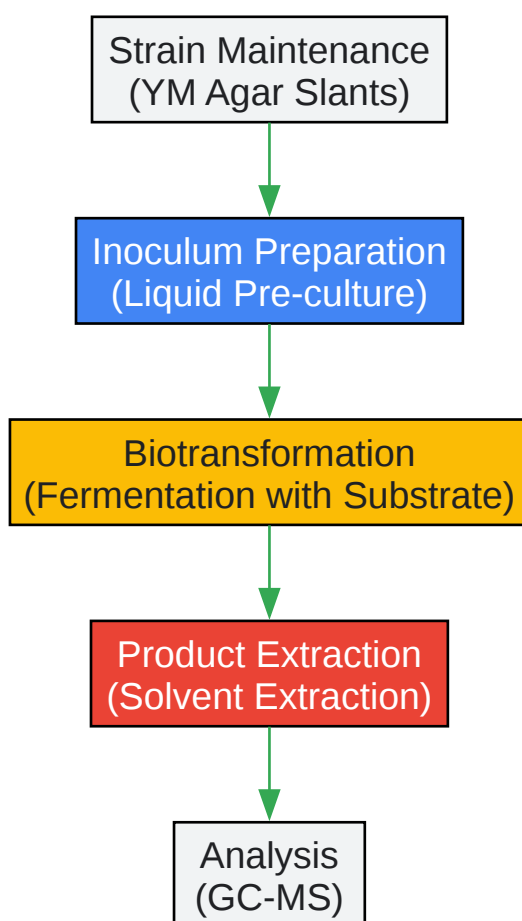 Strain Maintenance
(YM Agar Slants)
Inoculum Preparation
(Liquid Pre-culture)
Biotransformation
(Fermentation with Substrate)
Product Extraction
(Solvent Extraction)
Analysis
(GC-MS)